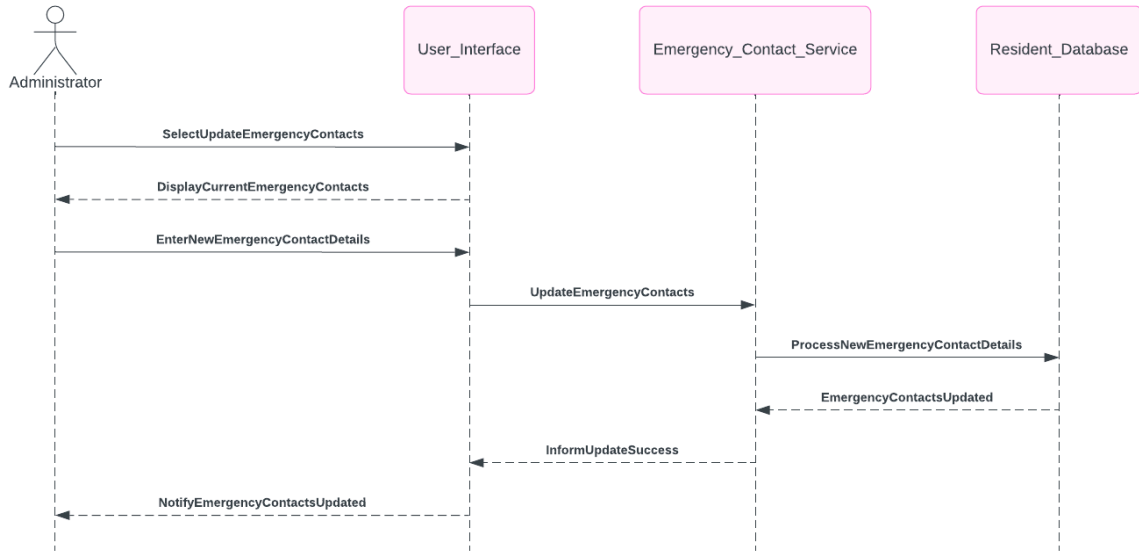 User_Interface
Emergency_Contact_Service
Resident_Database
Administrator
SelectUpdateEmergencyContacts
DisplayCurrentEmergencyContacts
EnterNewEmergencyContactDetails
UpdateEmergencyContacts
ProcessNewEmergencyContactDetails
EmergencyContactsUpdated
InformUpdateSuccess
NotifyEmergencyContactsUpdated